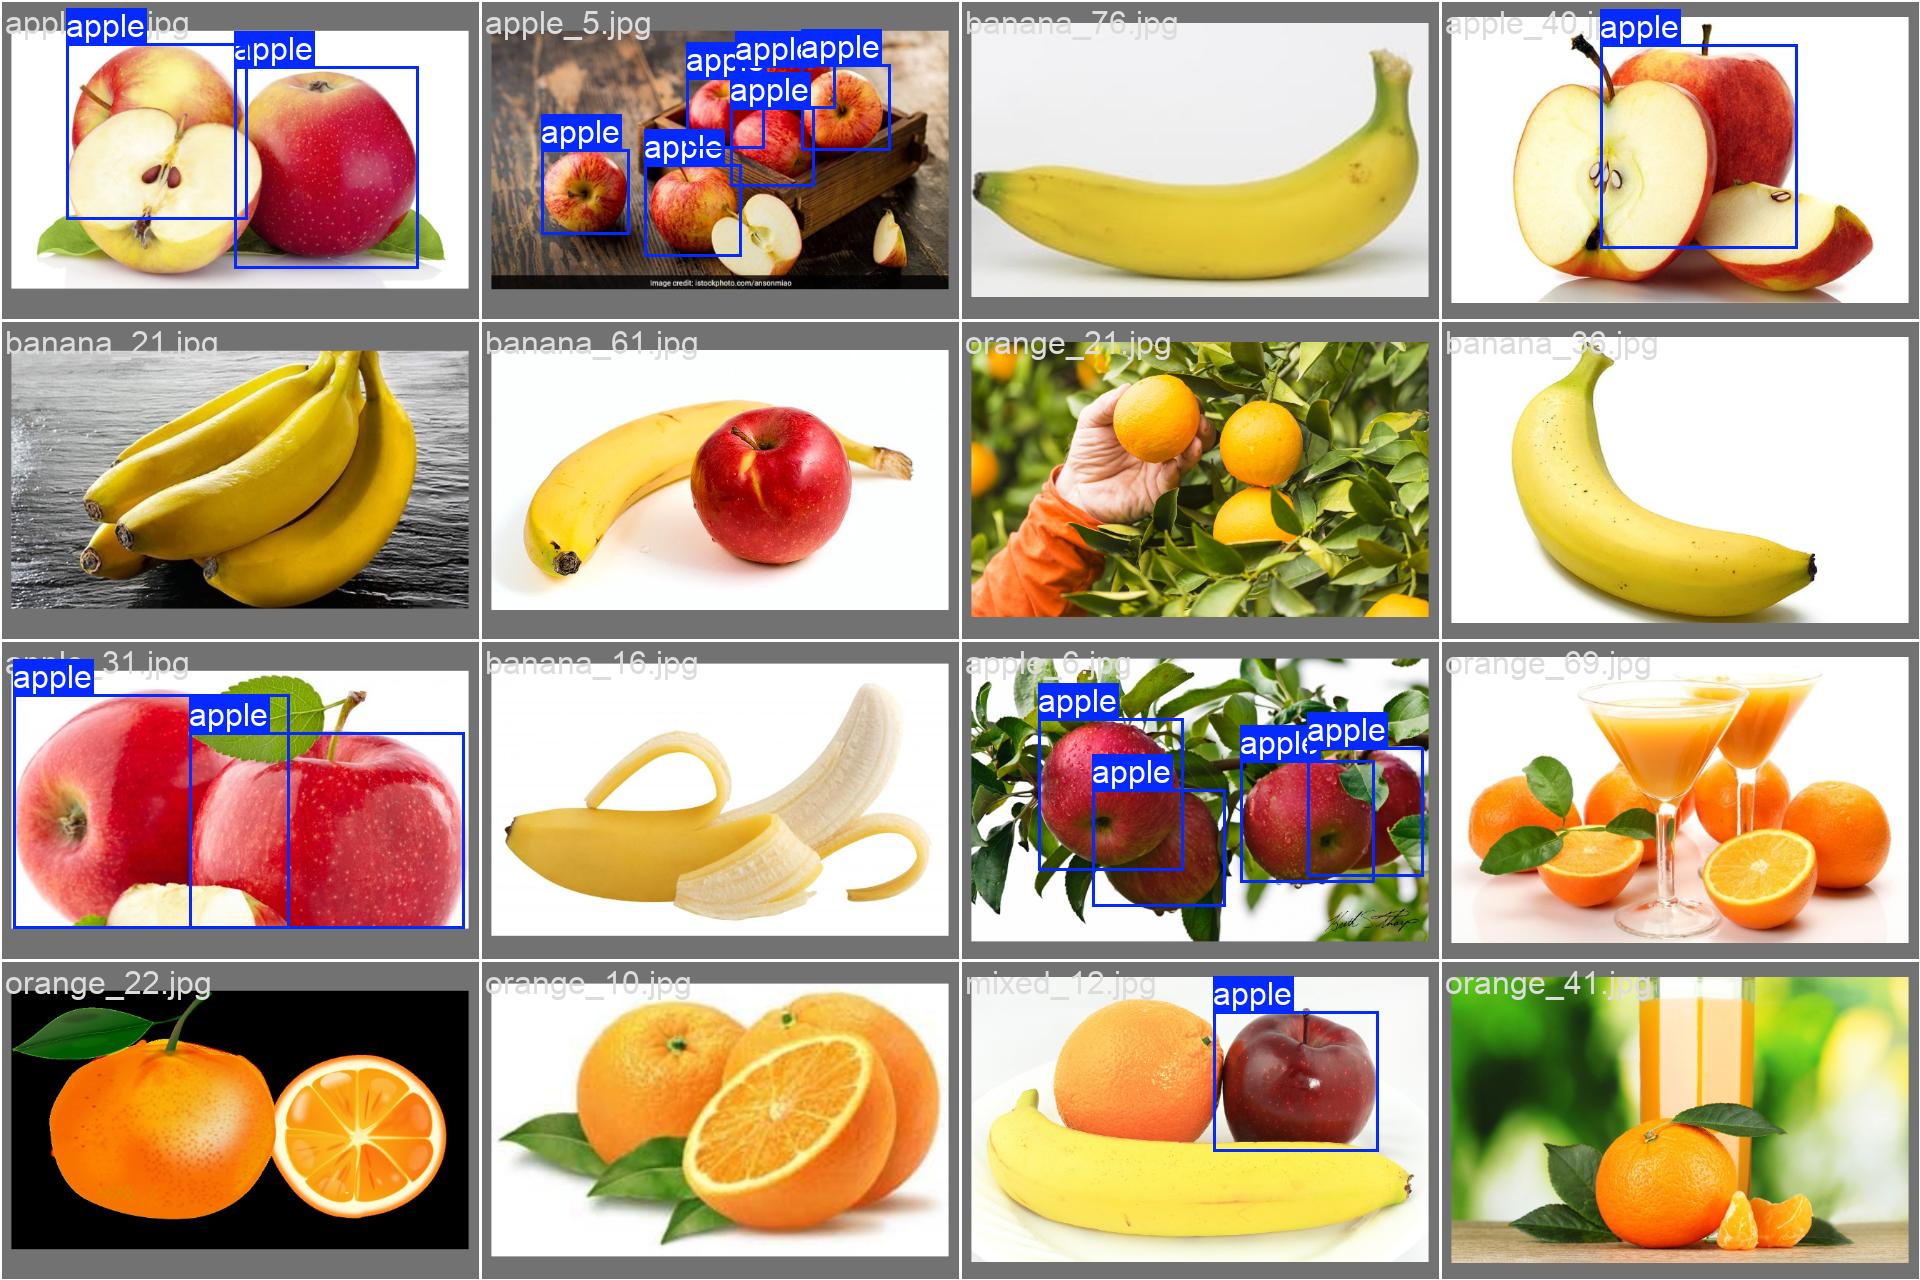 apple
apple
apple_5.jpg
apple
apple
apple
apple
apple
image credit: istockphoto.com/ansonmiao
banana_76.jpg
apple_40.jpg
apple
banana_21.jpg
banana_61.jpg
orange_21.jpg
banana_36.jpg
apple_31.jpg
apple
apple
banana_16.jpg
apple_6.jpg
apple
apple
apple
apple
orange_69.jpg
orange_22.jpg
orange_10.jpg
mixed_12.jpg
apple
orange_41.jpg